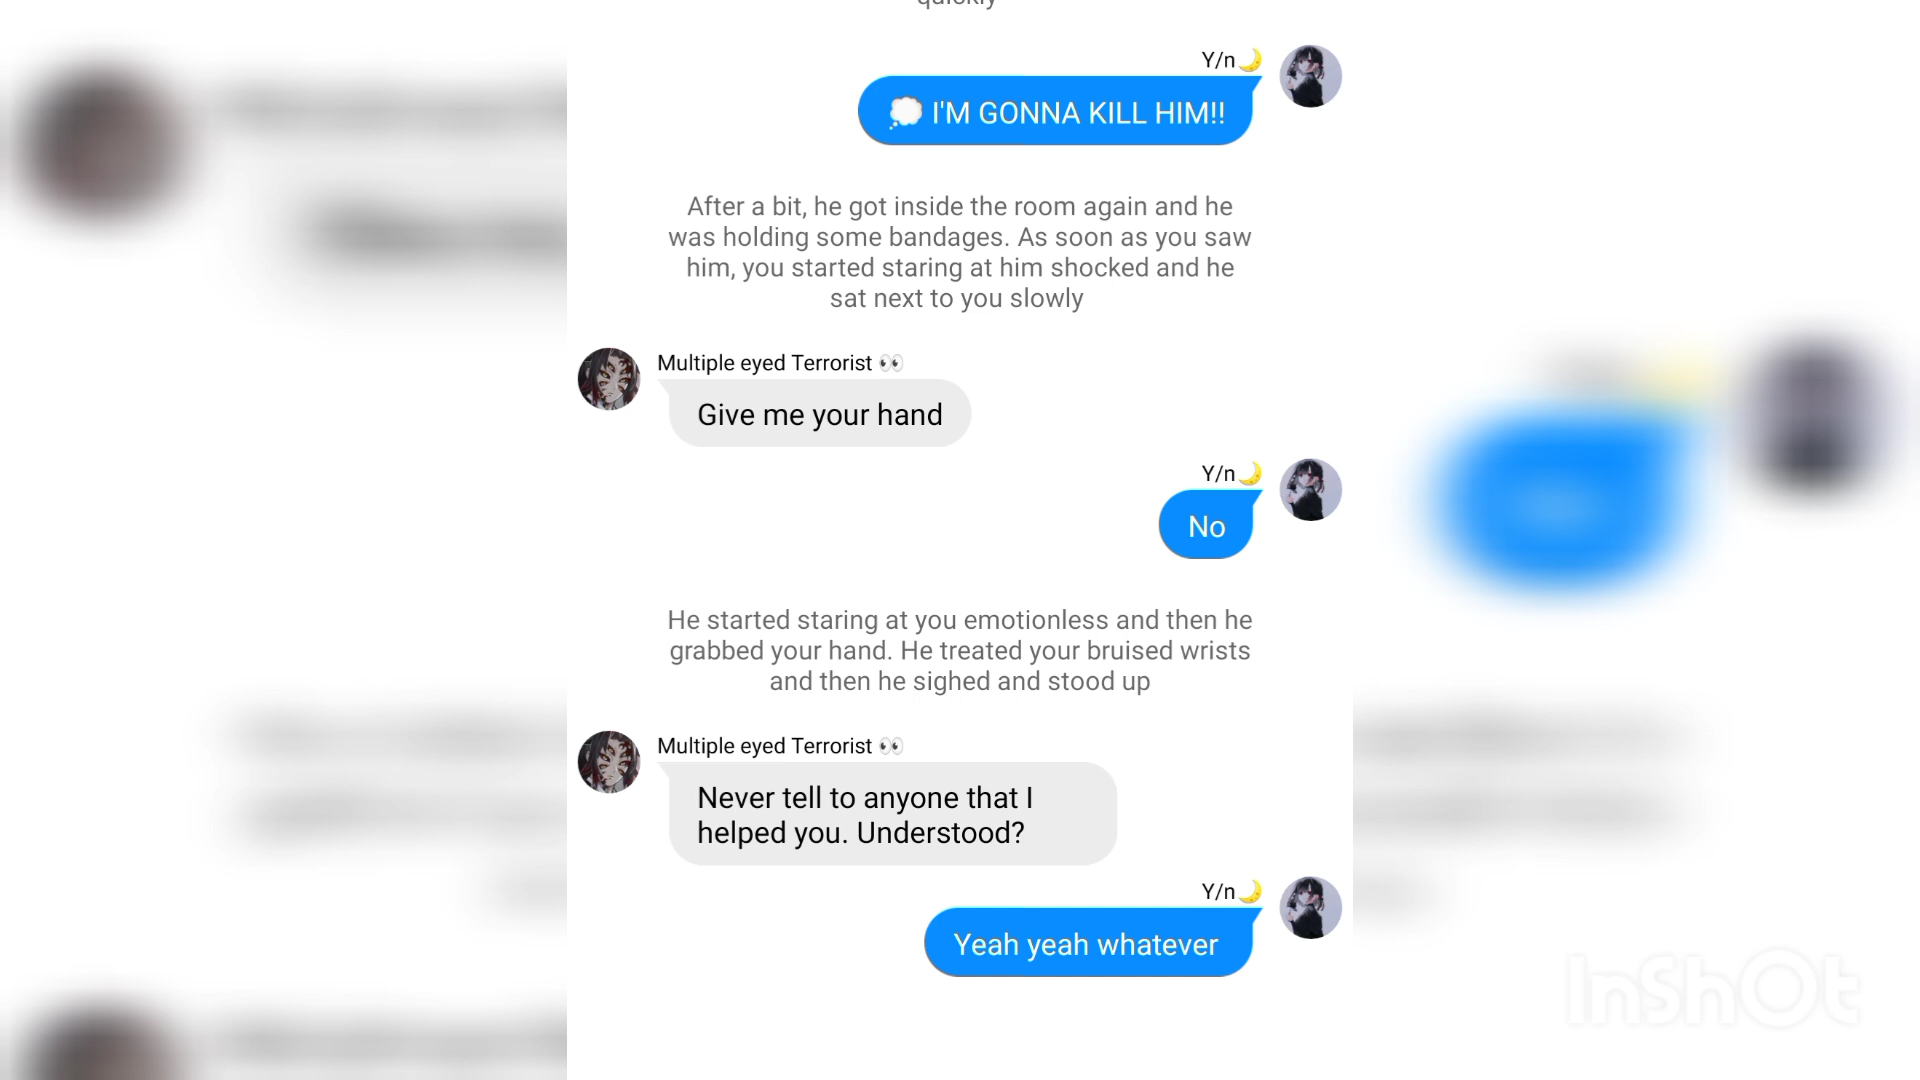 quickly
Y/n🌙
💭 I'M GONNA KILL HIM!!
After a bit, he got inside the room again and he
was holding some bandages. As soon as you saw
him, you started staring at him shocked and he
sat next to you slowly
Multiple eyed Terrorist 👀
Give me your hand
Y/n🌙
No
He started staring at you emotionless and then he
grabbed your hand. He treated your bruised wrists
and then he sighed and stood up
Multiple eyed Terrorist 👀
Never tell to anyone that I
helped you. Understood?
Y/n🌙
Yeah yeah whatever
InShOt